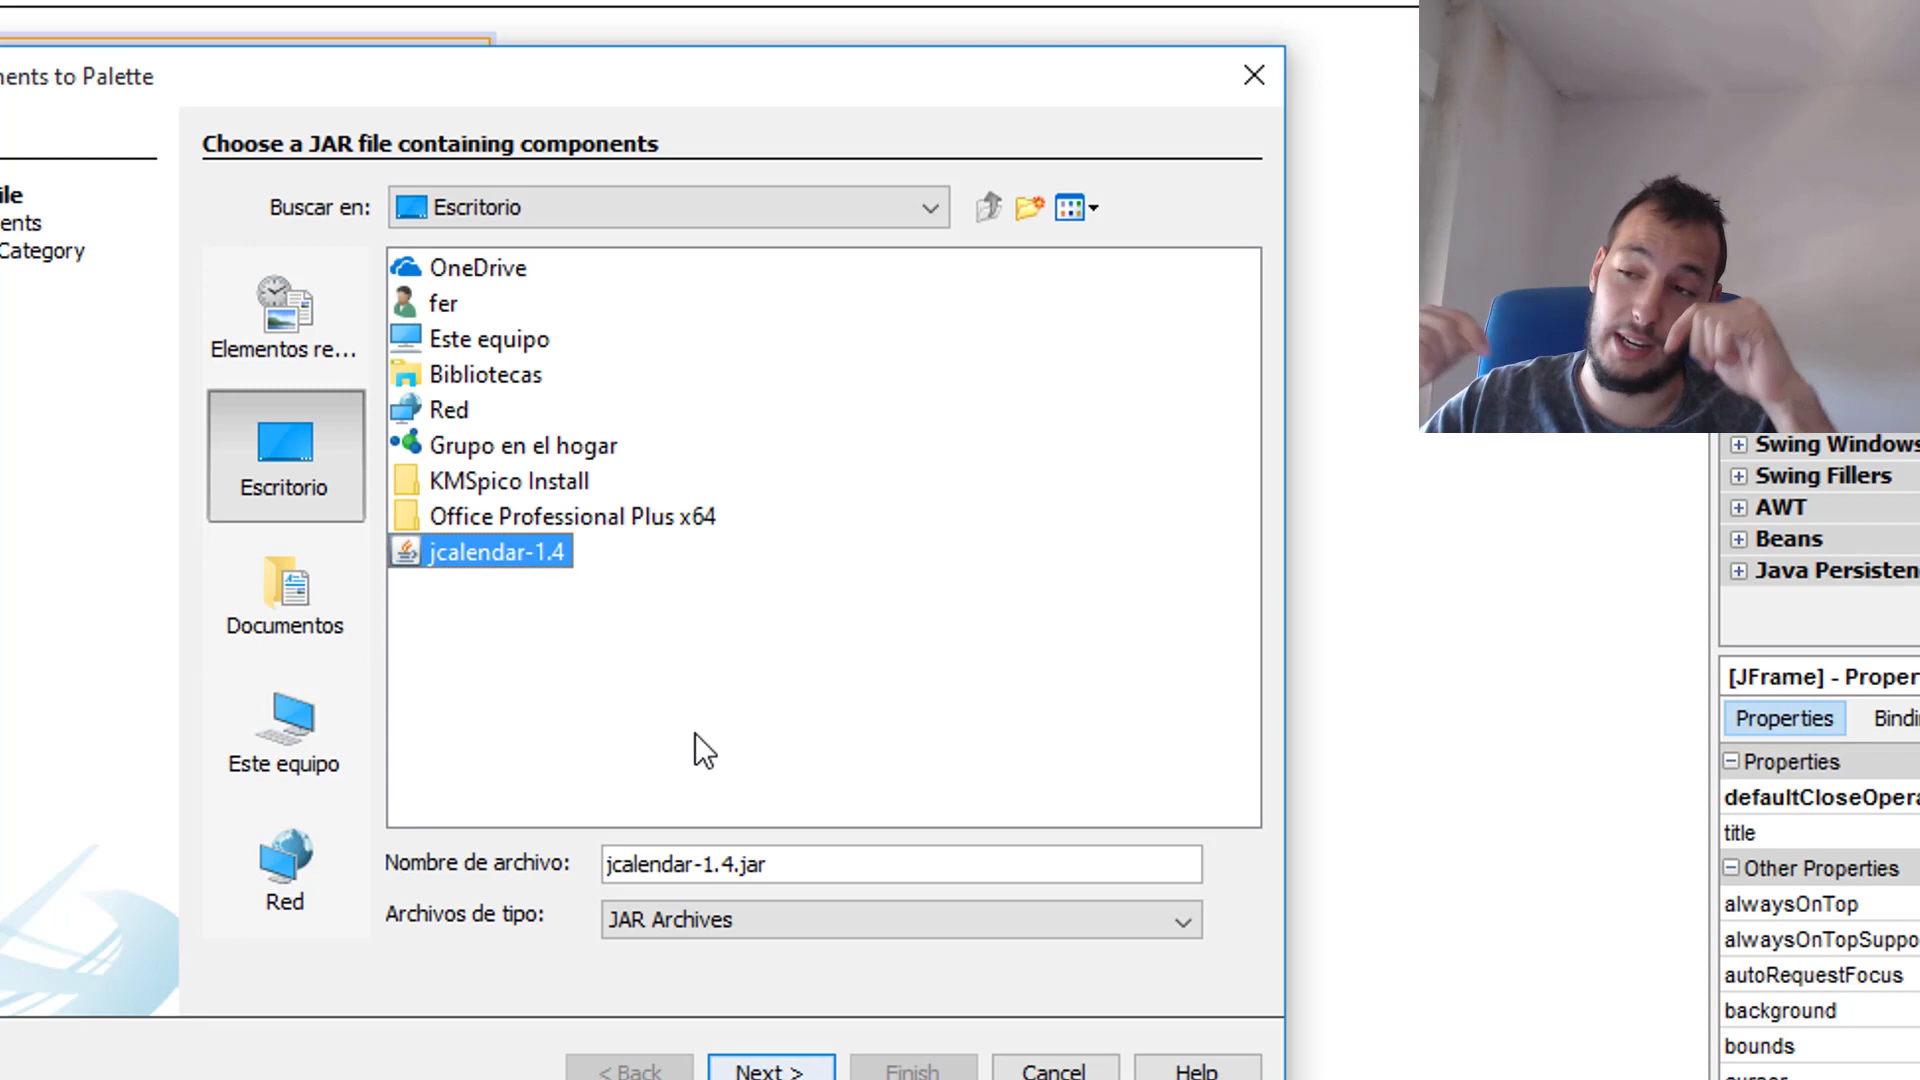 ents to Palette
Choose a JAR file containing components
ile
ents
Category
Buscar en:
Escritorio
Elementos re...
Escritorio
Documentos
Este equipo
Red
OneDrive
fer
Este equipo
Bibliotecas
Red
Grupo en el hogar
KMSpico Install
Office Professional Plus x64
jcalendar-1.4
Nombre de archivo:
jcalendar-1.4.jar
Archivos de tipo:
JAR Archives
< Back
Next >
Finish
Cancel
Help
Swing Windows
Swing Fillers
AWT
Beans
Java Persisten
[JFrame] - Proper
Properties
Bindi
Properties
defaultCloseOpera
title
Other Properties
alwaysOnTop
alwaysOnTopSuppo
autoRequestFocus
background
bounds